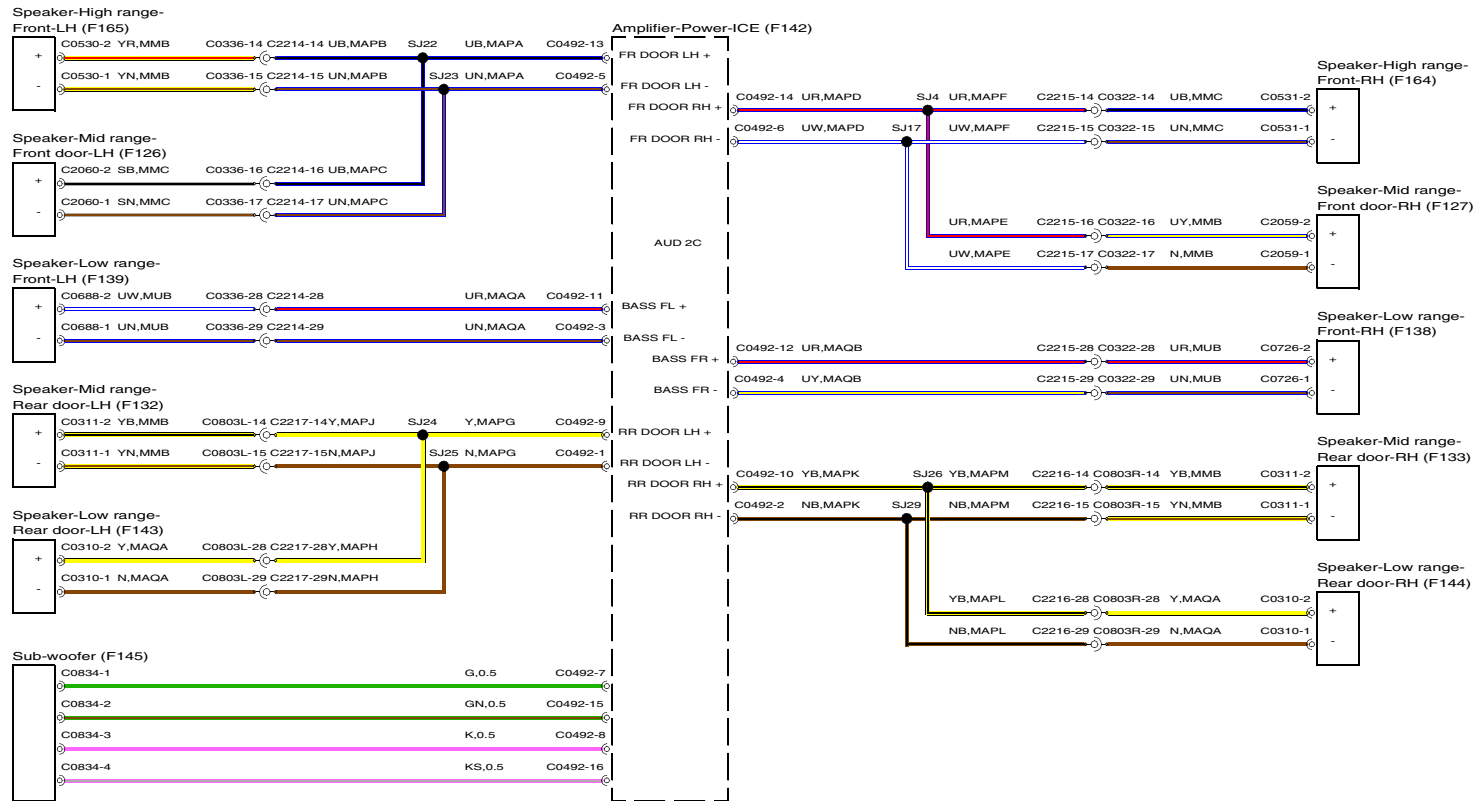 Speaker-High range-
Front-LH (F165)
+ C0530-2 YR,MMB C0336-14 C2214-14 UB,MAPB SJ22 UB,MAPA C0492-13
- C0530-1 YN,MMB C0336-15 C2214-15 UN,MAPB SJ23 UN,MAPA C0492-5
Speaker-Mid range-
Front door-LH (F126)
+ C2060-2 SB,MMC C0336-16 C2214-16 UB,MAPC
- C2060-1 SN,MMC C0336-17 C2214-17 UN,MAPC
Speaker-Low range-
Front-LH (F139)
+ C0688-2 UW,MUB C0336-28 C2214-28 UR,MAQA C0492-11
- C0688-1 UN,MUB C0336-29 C2214-29 UN,MAQA C0492-3
Speaker-Mid range-
Rear door-LH (F132)
+ C0311-2 YB,MMB C0803L-14 C2217-14Y,MAPJ SJ24 Y,MAPG C0492-9
- C0311-1 YN,MMB C0803L-15 C2217-15N,MAPJ SJ25 N,MAPG C0492-1
Speaker-Low range-
Rear door-LH (F143)
+ C0310-2 Y,MAQA C0803L-28 C2217-28Y,MAPH
- C0310-1 N,MAQA C0803L-29 C2217-29N,MAPH
Sub-woofer (F145)
C0834-1 G,0.5 C0492-7
C0834-2 GN,0.5 C0492-15
C0834-3 K,0.5 C0492-8
C0834-4 KS,0.5 C0492-16
Amplifier-Power-ICE (F142)
FR DOOR LH +
FR DOOR LH -
FR DOOR RH +
FR DOOR RH -
AUD 2C
BASS FL +
BASS FL -
BASS FR +
BASS FR -
RR DOOR LH +
RR DOOR LH -
RR DOOR RH +
RR DOOR RH -
Speaker-High range-
Front-RH (F164)
C0492-14 UR,MAPD SJ4 UR,MAPF C2215-14 C0322-14 UB,MMC C0531-2 +
C0492-6 UW,MAPD SJ17 UW,MAPF C2215-15 C0322-15 UN,MMC C0531-1 -
Speaker-Mid range-
Front door-RH (F127)
UR,MAPE C2215-16 C0322-16 UY,MMB C2059-2 +
UW,MAPE C2215-17 C0322-17 N,MMB C2059-1 -
Speaker-Low range-
Front-RH (F138)
C0492-12 UR,MAQB C2215-28 C0322-28 UR,MUB C0726-2 +
C0492-4 UY,MAQB C2215-29 C0322-29 UN,MUB C0726-1 -
Speaker-Mid range-
Rear door-RH (F133)
C0492-10 YB,MAPK SJ26 YB,MAPM C2216-14 C0803R-14 YB,MMB C0311-2 +
C0492-2 NB,MAPK SJ29 NB,MAPM C2216-15 C0803R-15 YN,MMB C0311-1 -
Speaker-Low range-
Rear door-RH (F144)
YB,MAPL C2216-28 C0803R-28 Y,MAQA C0310-2 +
NB,MAPL C2216-29 C0803R-29 N,MAQA C0310-1 -